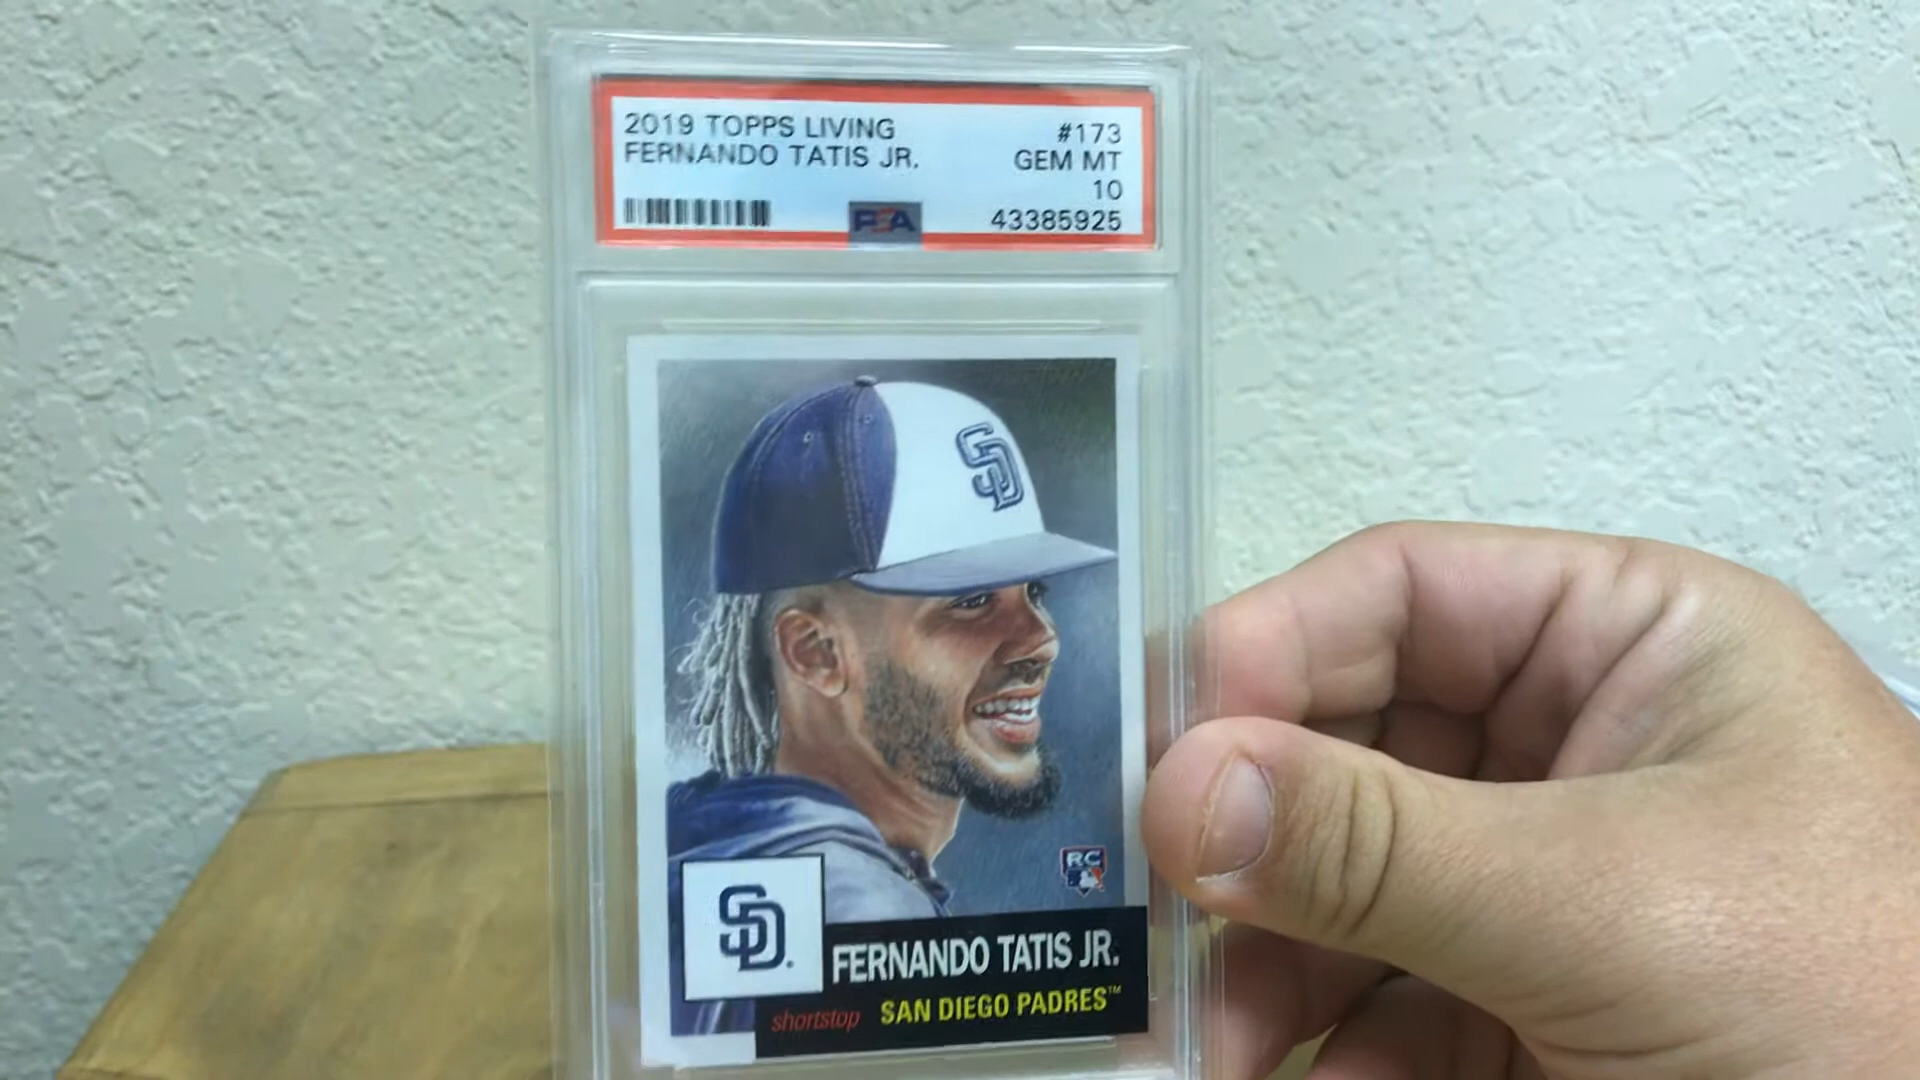 2019 TOPPS LIVING #173
FERNANDO TATIS JR. GEM MT
10
PSA 43385925
SD
RC
SD.
FERNANDO TATIS JR.
shortstop SAN DIEGO PADRES™